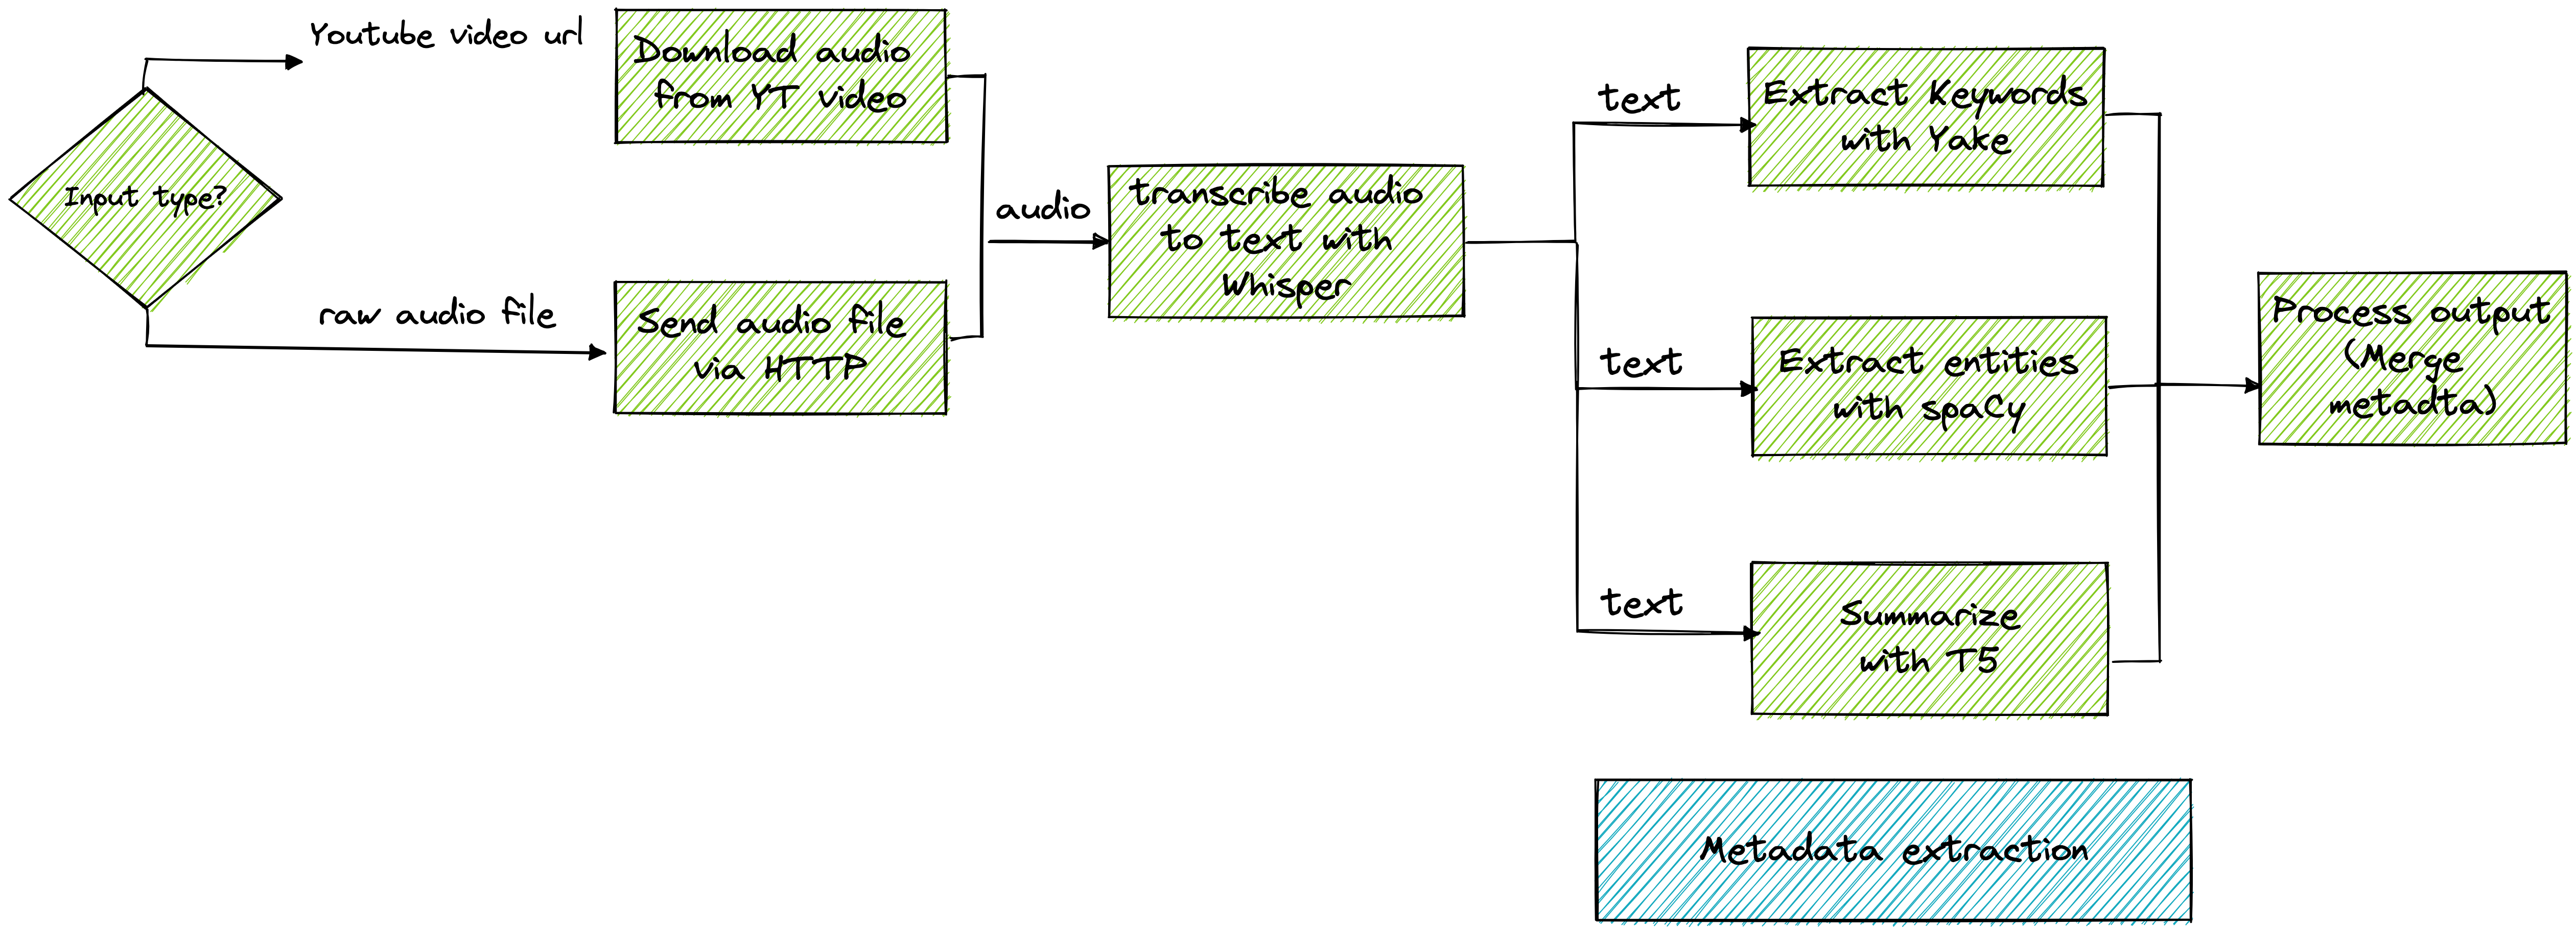 Youtube video url
Download audio
from YT video
Input type?
raw audio file
Send audio file
via HTTP
audio
transcribe audio
to text with
Whisper
text
Extract Keywords
with Yake
text
Extract entities
with spaCy
text
Summarize
with T5
Process output
(Merge
metadta)
Metadata extraction